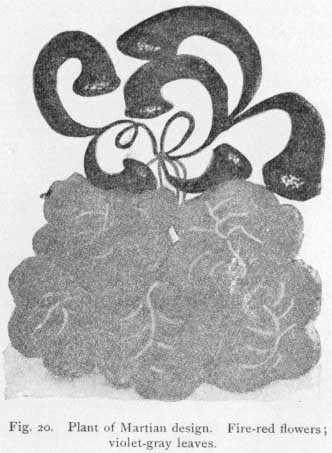 Fig. 20. Plant of Martian design. Fire-red flowers;
violet-gray leaves.